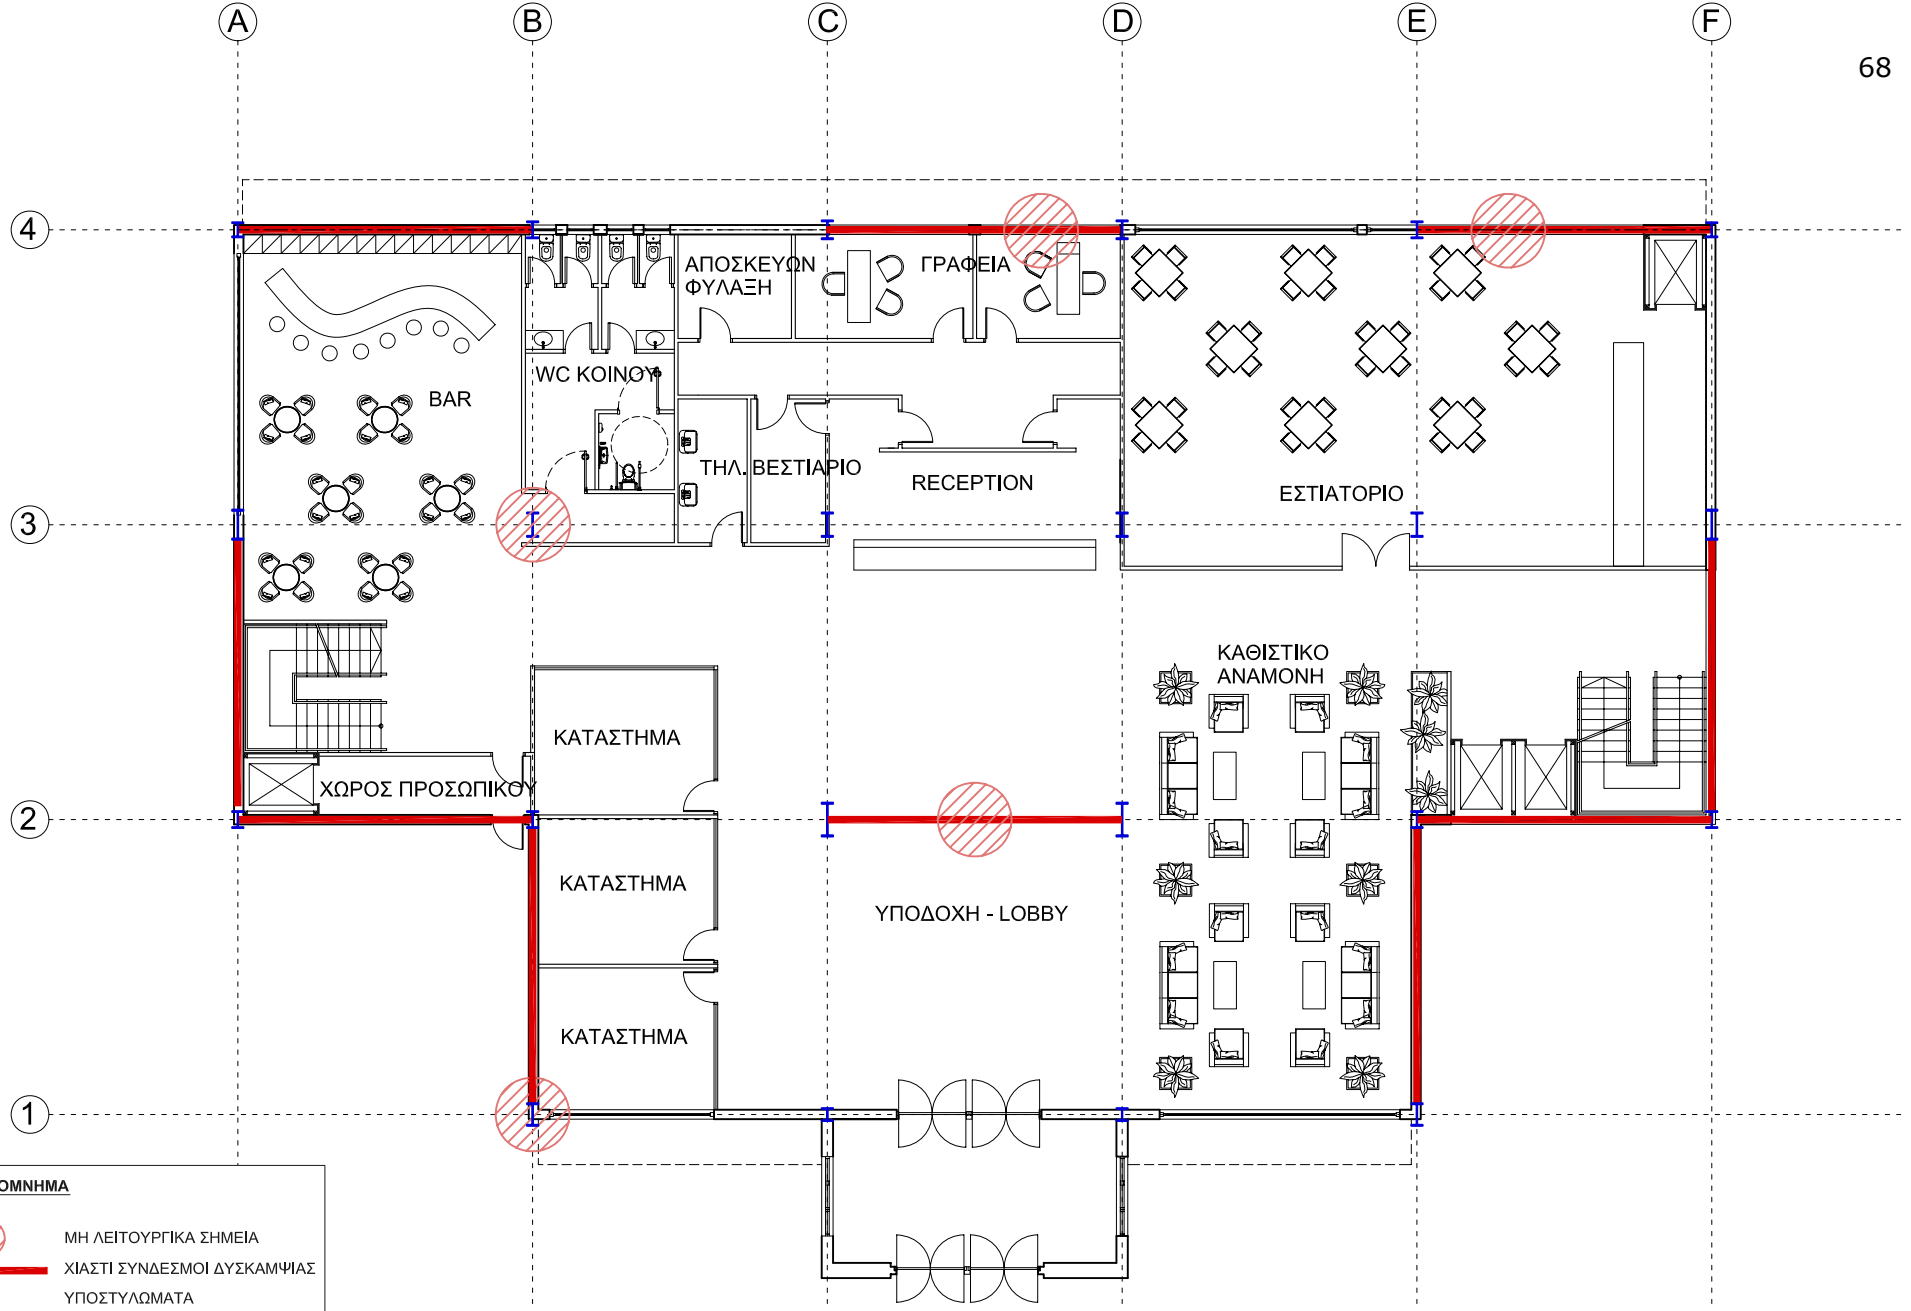 A B C D E F
68
4
ΑΠΟΣΚΕΥΩΝ
ΦΥΛΑΞΗ
ΓΡΑΦΕΙΑ
WC ΚΟΙΝΟΥ
BAR
ΤΗΛ. ΒΕΣΤΙΑΡΙΟ
RECEPTION
ΕΣΤΙΑΤΟΡΙΟ
3
ΚΑΘΙΣΤΙΚΟ
ΑΝΑΜΟΝΗ
ΚΑΤΑΣΤΗΜΑ
ΧΩΡΟΣ ΠΡΟΣΩΠΙΚΟΥ
2
ΚΑΤΑΣΤΗΜΑ
ΥΠΟΔΟΧΗ - LOBBY
ΚΑΤΑΣΤΗΜΑ
1
ΟΜΝΗΜΑ
ΜΗ ΛΕΙΤΟΥΡΓΙΚΑ ΣΗΜΕΙΑ
ΧΙΑΣΤΙ ΣΥΝΔΕΣΜΟΙ ΔΥΣΚΑΜΨΙΑΣ
ΥΠΟΣΤΥΛΩΜΑΤΑ